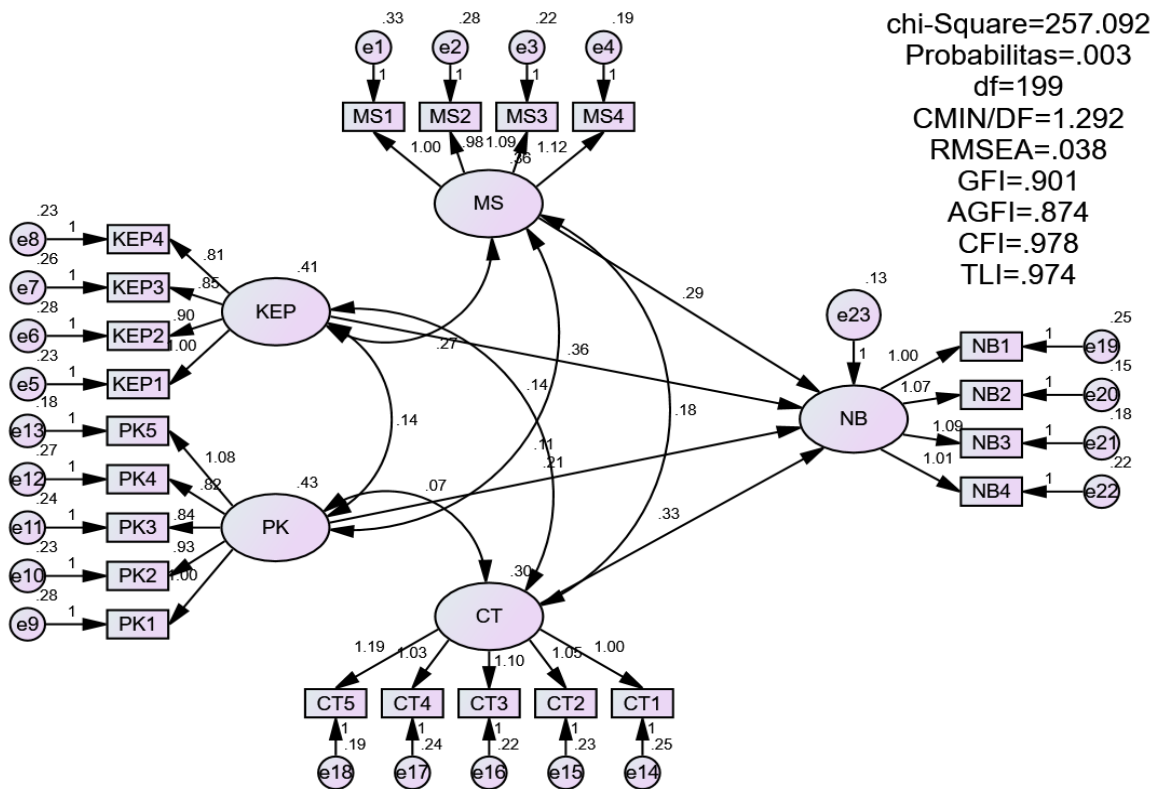 chi-Square=257.092
Probabilitas=.003
df=199
CMIN/DF=1.292
RMSEA=.038
GFI=.901
AGFI=.874
CFI=.978
TLI=.974
.33 .28 .22 .19
e1 e2 e3 e4
1 1 1 1
MS1 MS2 MS3 MS4
1.00 .98 1.09 1.12
.36
MS
.23
e8 1 KEP4 .81
.26
e7 1 KEP3 .85
.28
e6 1 KEP2 .90
.23
e5 1 KEP1 1.00
.41
KEP
.18
e13 1 PK5 1.08
.27
e12 1 PK4 .82
.24
e11 1 PK3 .84
.23
e10 1 PK2 .93
.28
e9 1 PK1 1.00
.43
PK
.29
.27
.36
.14
.14
.18
.11
.21
.07
.33
.13
e23
1
NB
1.00 NB1 1 e19 .25
1.07 NB2 1 e20 .15
1.09 NB3 1 e21 .18
1.01 NB4 1 e22 .22
.30
CT
1.19 1.03 1.10 1.05 1.00
CT5 CT4 CT3 CT2 CT1
1 1 1 1 1
.19 .24 .22 .23 .25
e18 e17 e16 e15 e14